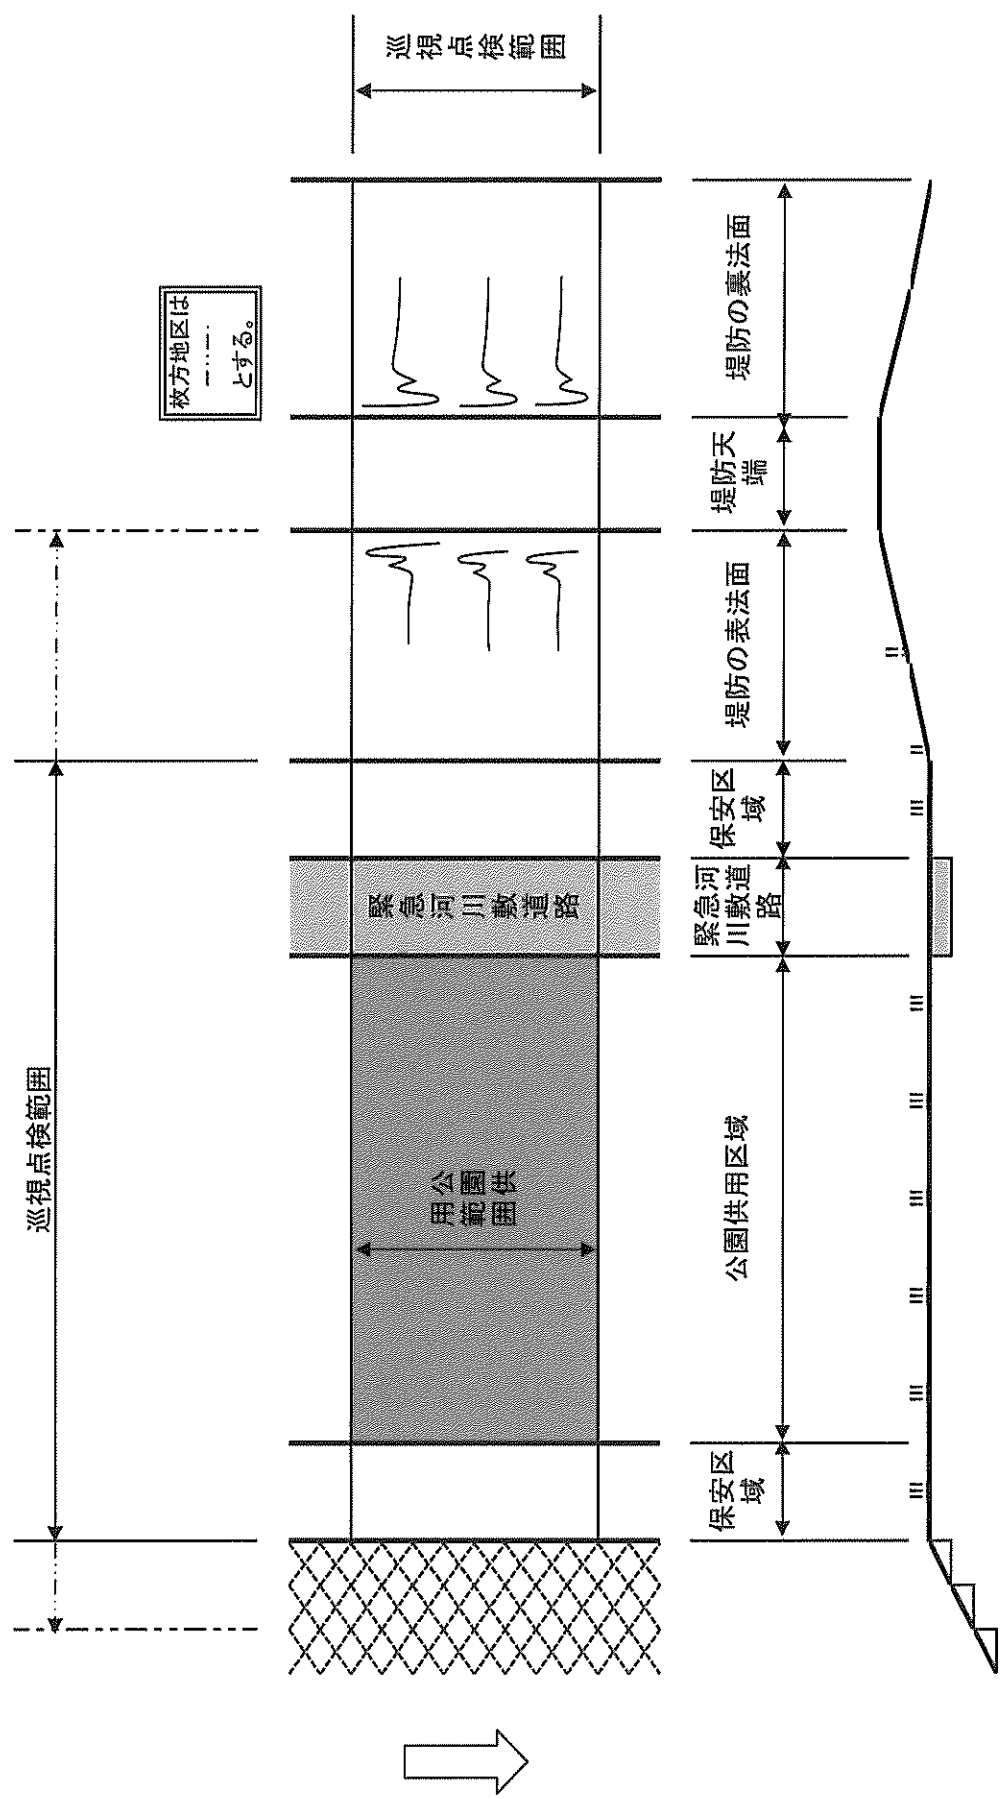 巡視点検範囲
枚方地区は
とする。
巡視点検範囲
公園供
用
範囲
緊急河川敷道路
保安区
域
公園供用区域
緊急河
川敷道
路
保安区
域
堤防の表法面
堤防天
端
堤防の裏法面